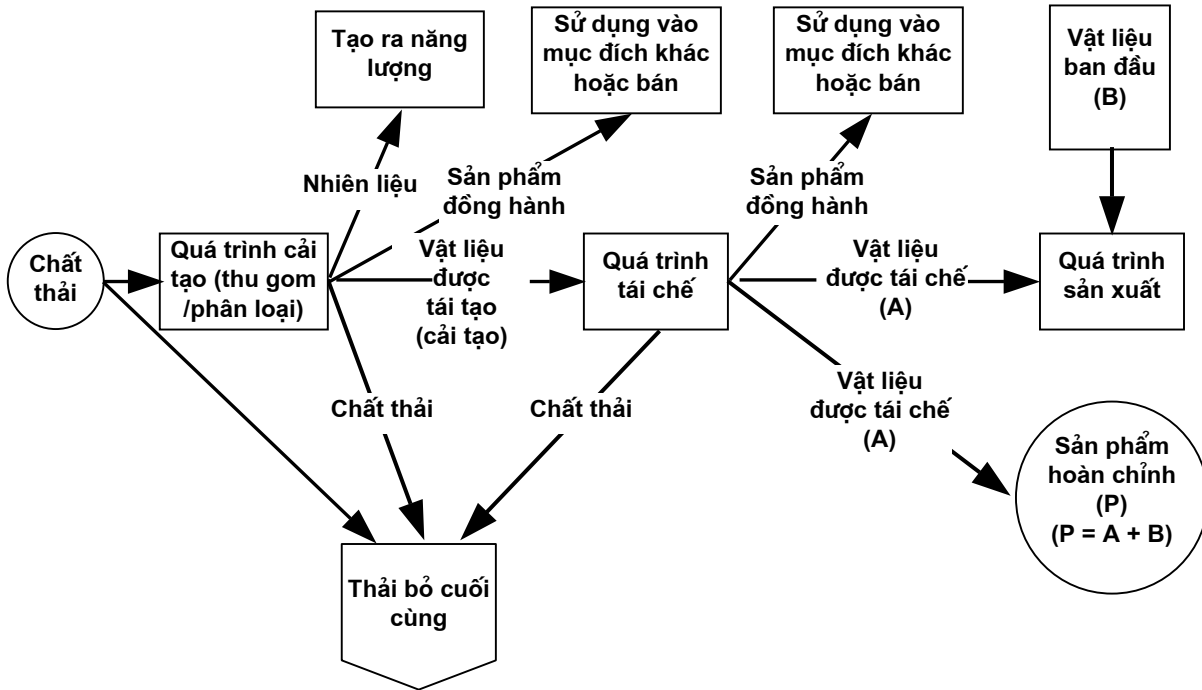 Tạo ra năng
lượng
Sử dụng vào
mục đích khác
hoặc bán
Sử dụng vào
mục đích khác
hoặc bán
Vật liệu
ban đầu
(B)
Nhiên liệu
Sản phẩm
đồng hành
Sản phẩm
đồng hành
Chất
thải
Quá trình cải
tạo (thu gom
/phân loại)
Vật liệu
được
tái tạo
(cải tạo)
Quá trình
tái chế
Vật liệu
được tái chế
(A)
Quá trình
sản xuất
Chất thải
Chất thải
Vật liệu
được tái chế
(A)
Sản phẩm
hoàn chỉnh
(P)
(P = A + B)
Thải bỏ cuối
cùng